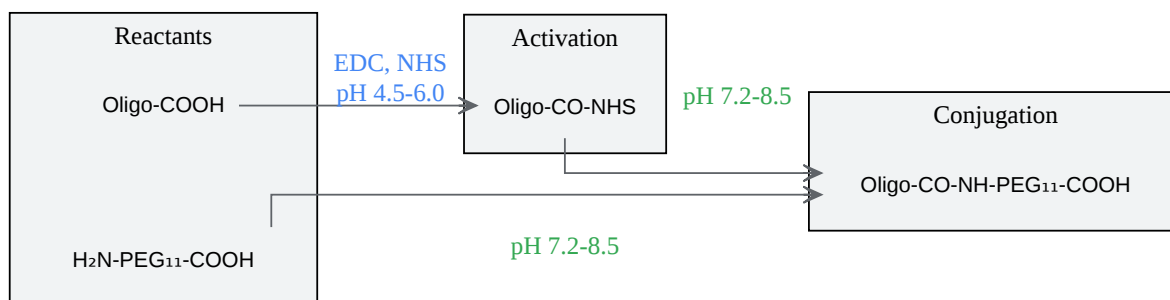 Reactants
Oligo-COOH
H₂N-PEG₁₁-COOH
EDC, NHS
pH 4.5-6.0
Activation
Oligo-CO-NHS
pH 7.2-8.5
pH 7.2-8.5
Conjugation
Oligo-CO-NH-PEG₁₁-COOH